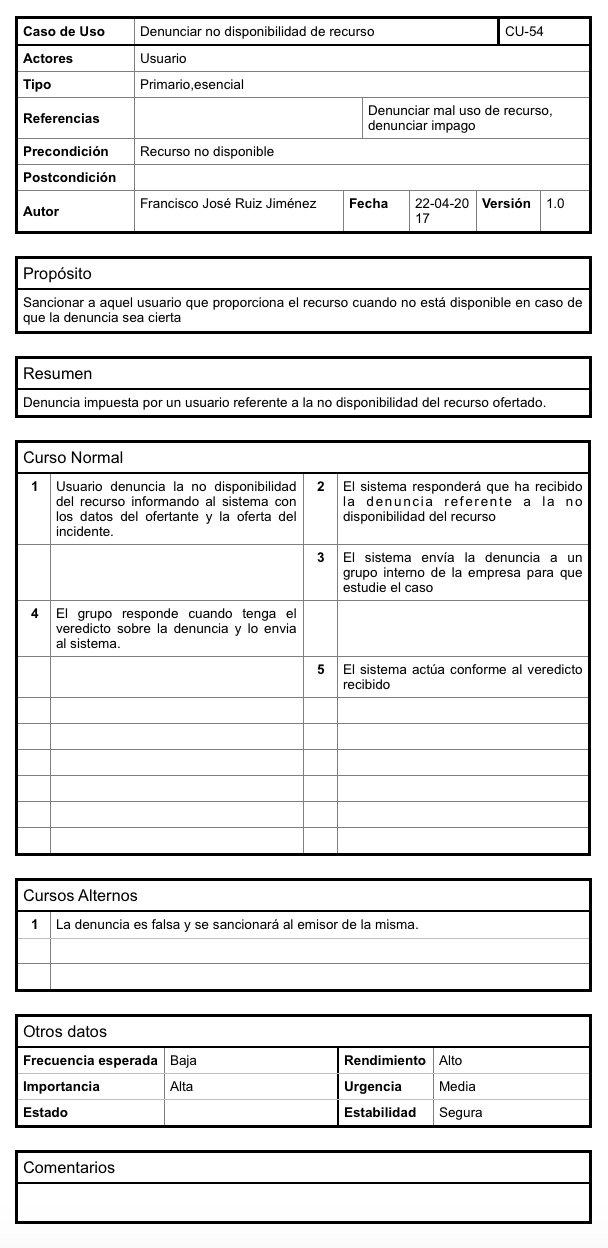 Caso de Uso Denunciar no disponibilidad de recurso CU-54
Actores Usuario
Tipo Primario,esencial
Referencias Denunciar mal uso de recurso,
denunciar impago
Precondición Recurso no disponible
Postcondición
Autor Francisco José Ruiz Jiménez Fecha 22-04-20
17 Versión 1.0
Propósito
Sancionar a aquel usuario que proporciona el recurso cuando no está disponible en caso de
que la denuncia sea cierta
Resumen
Denuncia impuesta por un usuario referente a la no disponibilidad del recurso ofertado.
Curso Normal
1 Usuario denuncia la no disponibilidad
del recurso informando al sistema con
los datos del ofertante y la oferta del
incidente.
2 El sistema responderá que ha recibido
la denuncia referente a la no
disponibilidad del recurso
3 El sistema envía la denuncia a un
grupo interno de la empresa para que
estudie el caso
4 El grupo responde cuando tenga el
veredicto sobre la denuncia y lo envia
al sistema.
5 El sistema actúa conforme al veredicto
recibido
Cursos Alternos
1 La denuncia es falsa y se sancionará al emisor de la misma.
Otros datos
Frecuencia esperada Baja Rendimiento Alto
Importancia Alta Urgencia Media
Estado Estabilidad Segura
Comentarios